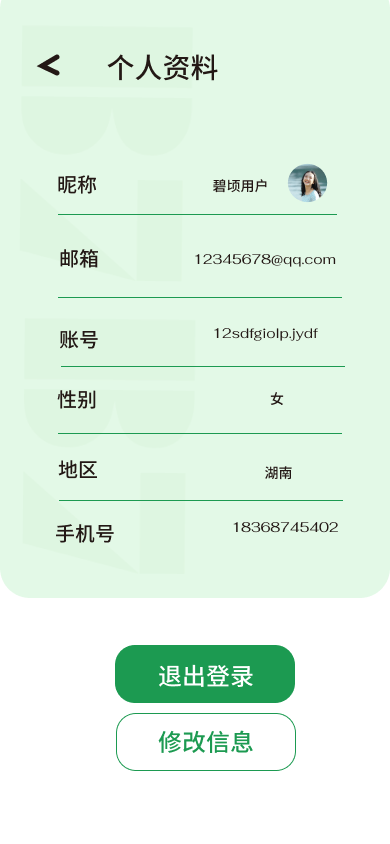 个人资料
昵称 碧顷用户
邮箱 12345678@qq.com
账号 12sdfgiolp.jydf
性别 女
地区 湖南
手机号 18368745402
退出登录
修改信息